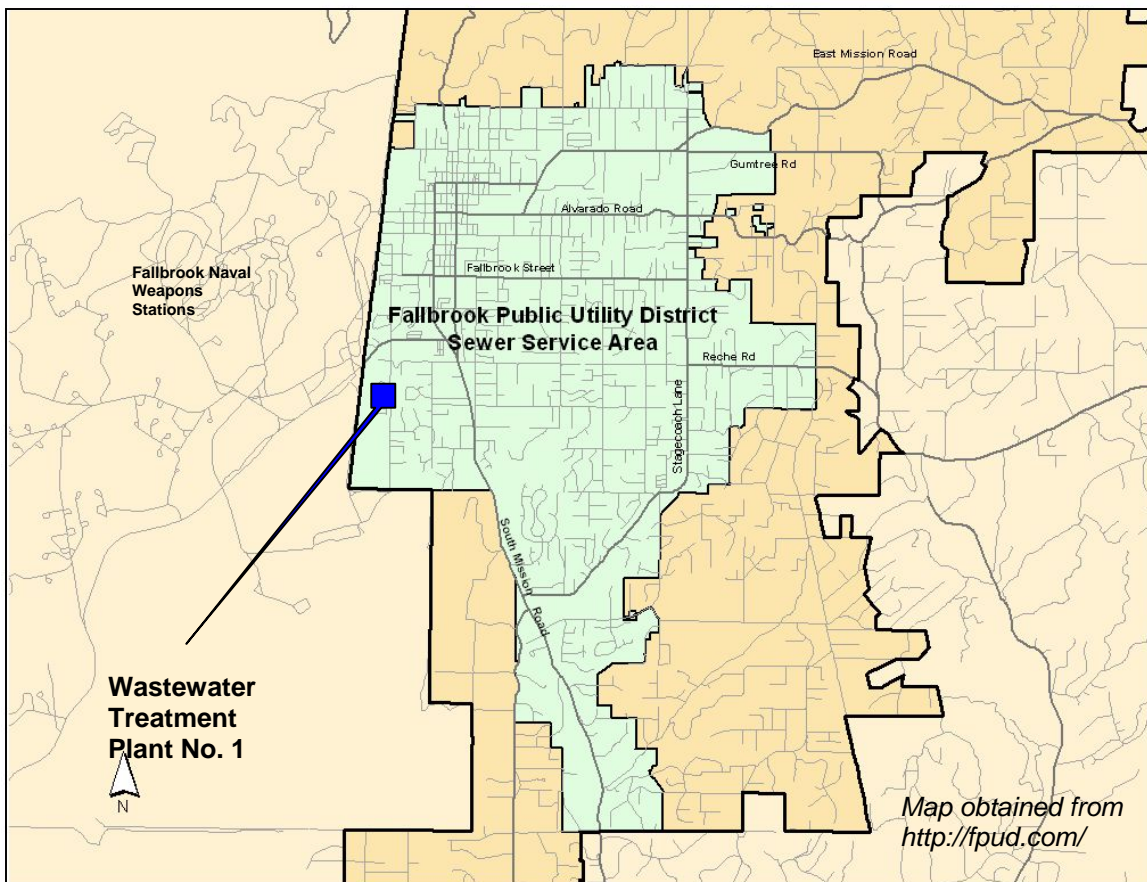 East Mission Road
Gumtree Rd
Alvarado Road
Fallbrook Naval
Weapons
Stations
Fallbrook Street
Fallbrook Public Utility District
Sewer Service Area
Reche Rd
Stagecoach Lane
South Mission Road
Wastewater
Treatment
Plant No. 1
N
Map obtained from
http://fpud.com/